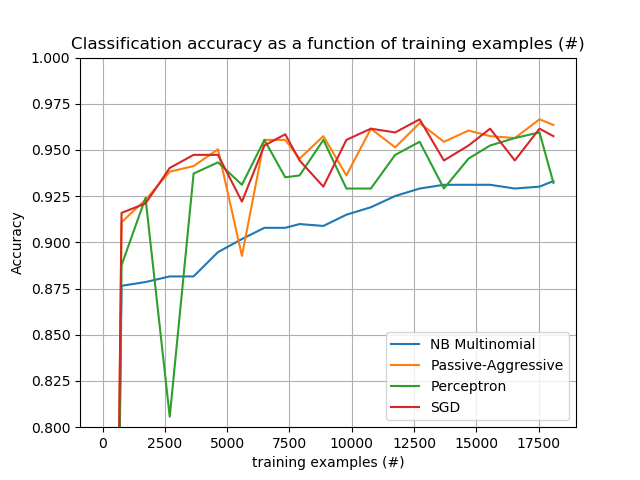 Classification accuracy as a function of training examples (#)
1.000
0.975
0.950
0.925
0.900
0.875
0.850
0.825
0.800
Accuracy
NB Multinomial
Passive-Aggressive
Perceptron
SGD
0 2500 5000 7500 10000 12500 15000 17500
training examples (#)